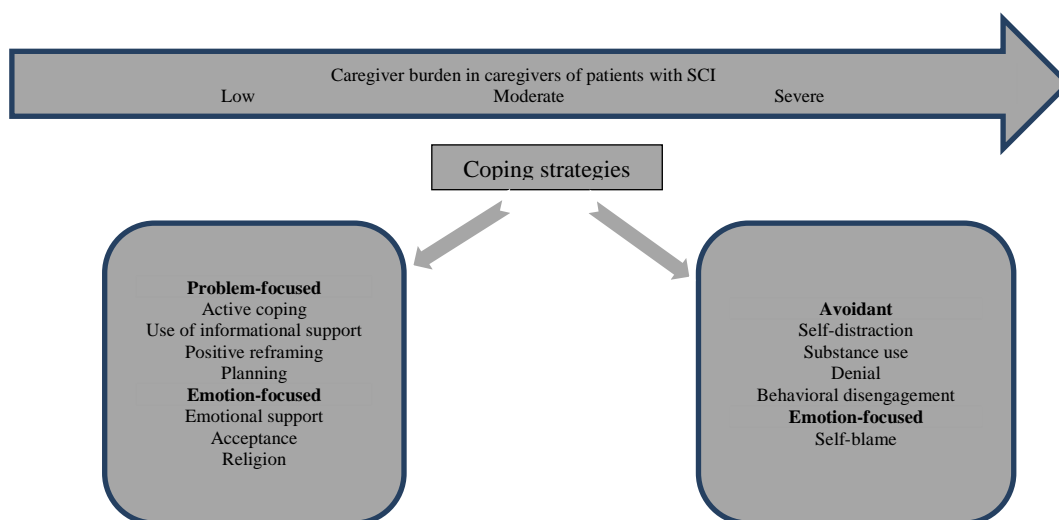 Caregiver burden in caregivers of patients with SCI
Low Moderate Severe
Coping strategies
Problem-focused
Active coping
Use of informational support
Positive reframing
Planning
Emotion-focused
Emotional support
Acceptance
Religion
Avoidant
Self-distraction
Substance use
Denial
Behavioral disengagement
Emotion-focused
Self-blame